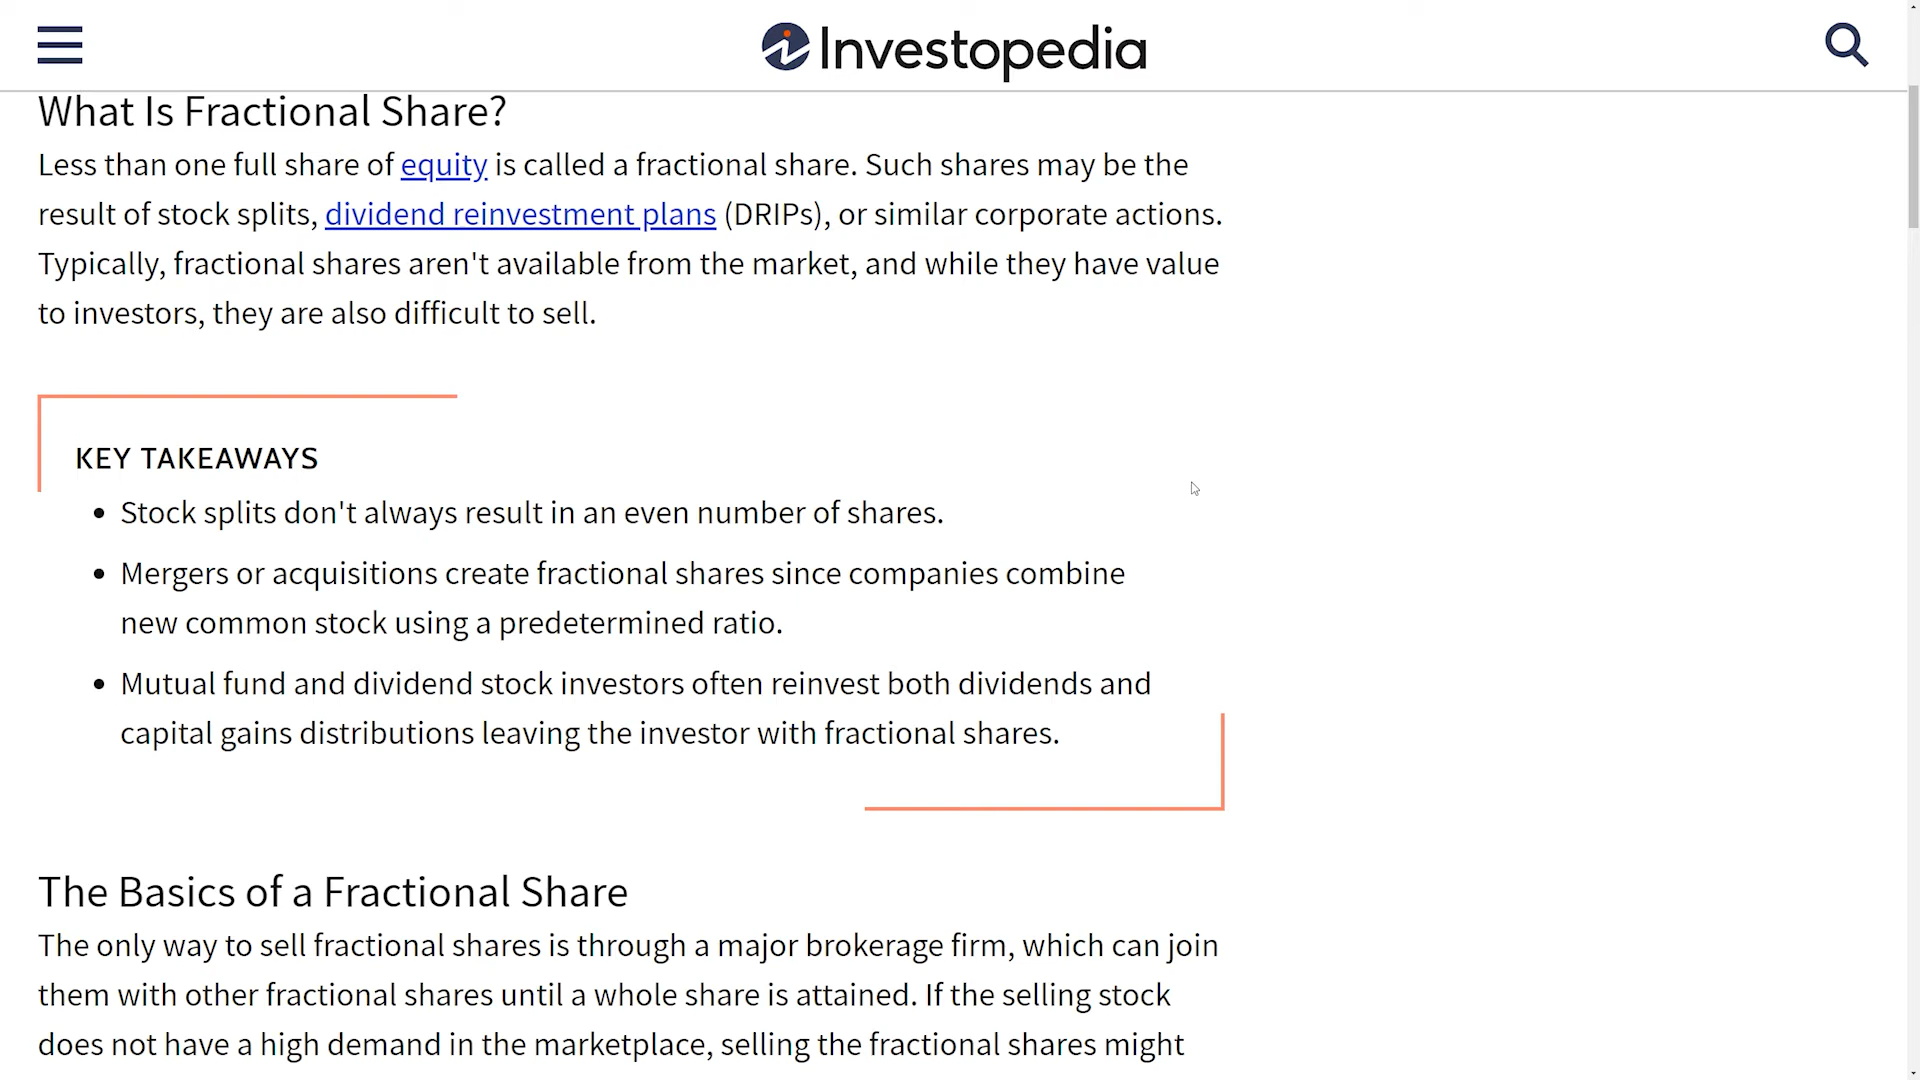 Investopedia
What Is Fractional Share?
Less than one full share of equity is called a fractional share. Such shares may be the
result of stock splits, dividend reinvestment plans (DRIPs), or similar corporate actions.
Typically, fractional shares aren't available from the market, and while they have value
to investors, they are also difficult to sell.
KEY TAKEAWAYS
• Stock splits don't always result in an even number of shares.
• Mergers or acquisitions create fractional shares since companies combine
new common stock using a predetermined ratio.
• Mutual fund and dividend stock investors often reinvest both dividends and
capital gains distributions leaving the investor with fractional shares.
The Basics of a Fractional Share
The only way to sell fractional shares is through a major brokerage firm, which can join
them with other fractional shares until a whole share is attained. If the selling stock
does not have a high demand in the marketplace, selling the fractional shares might